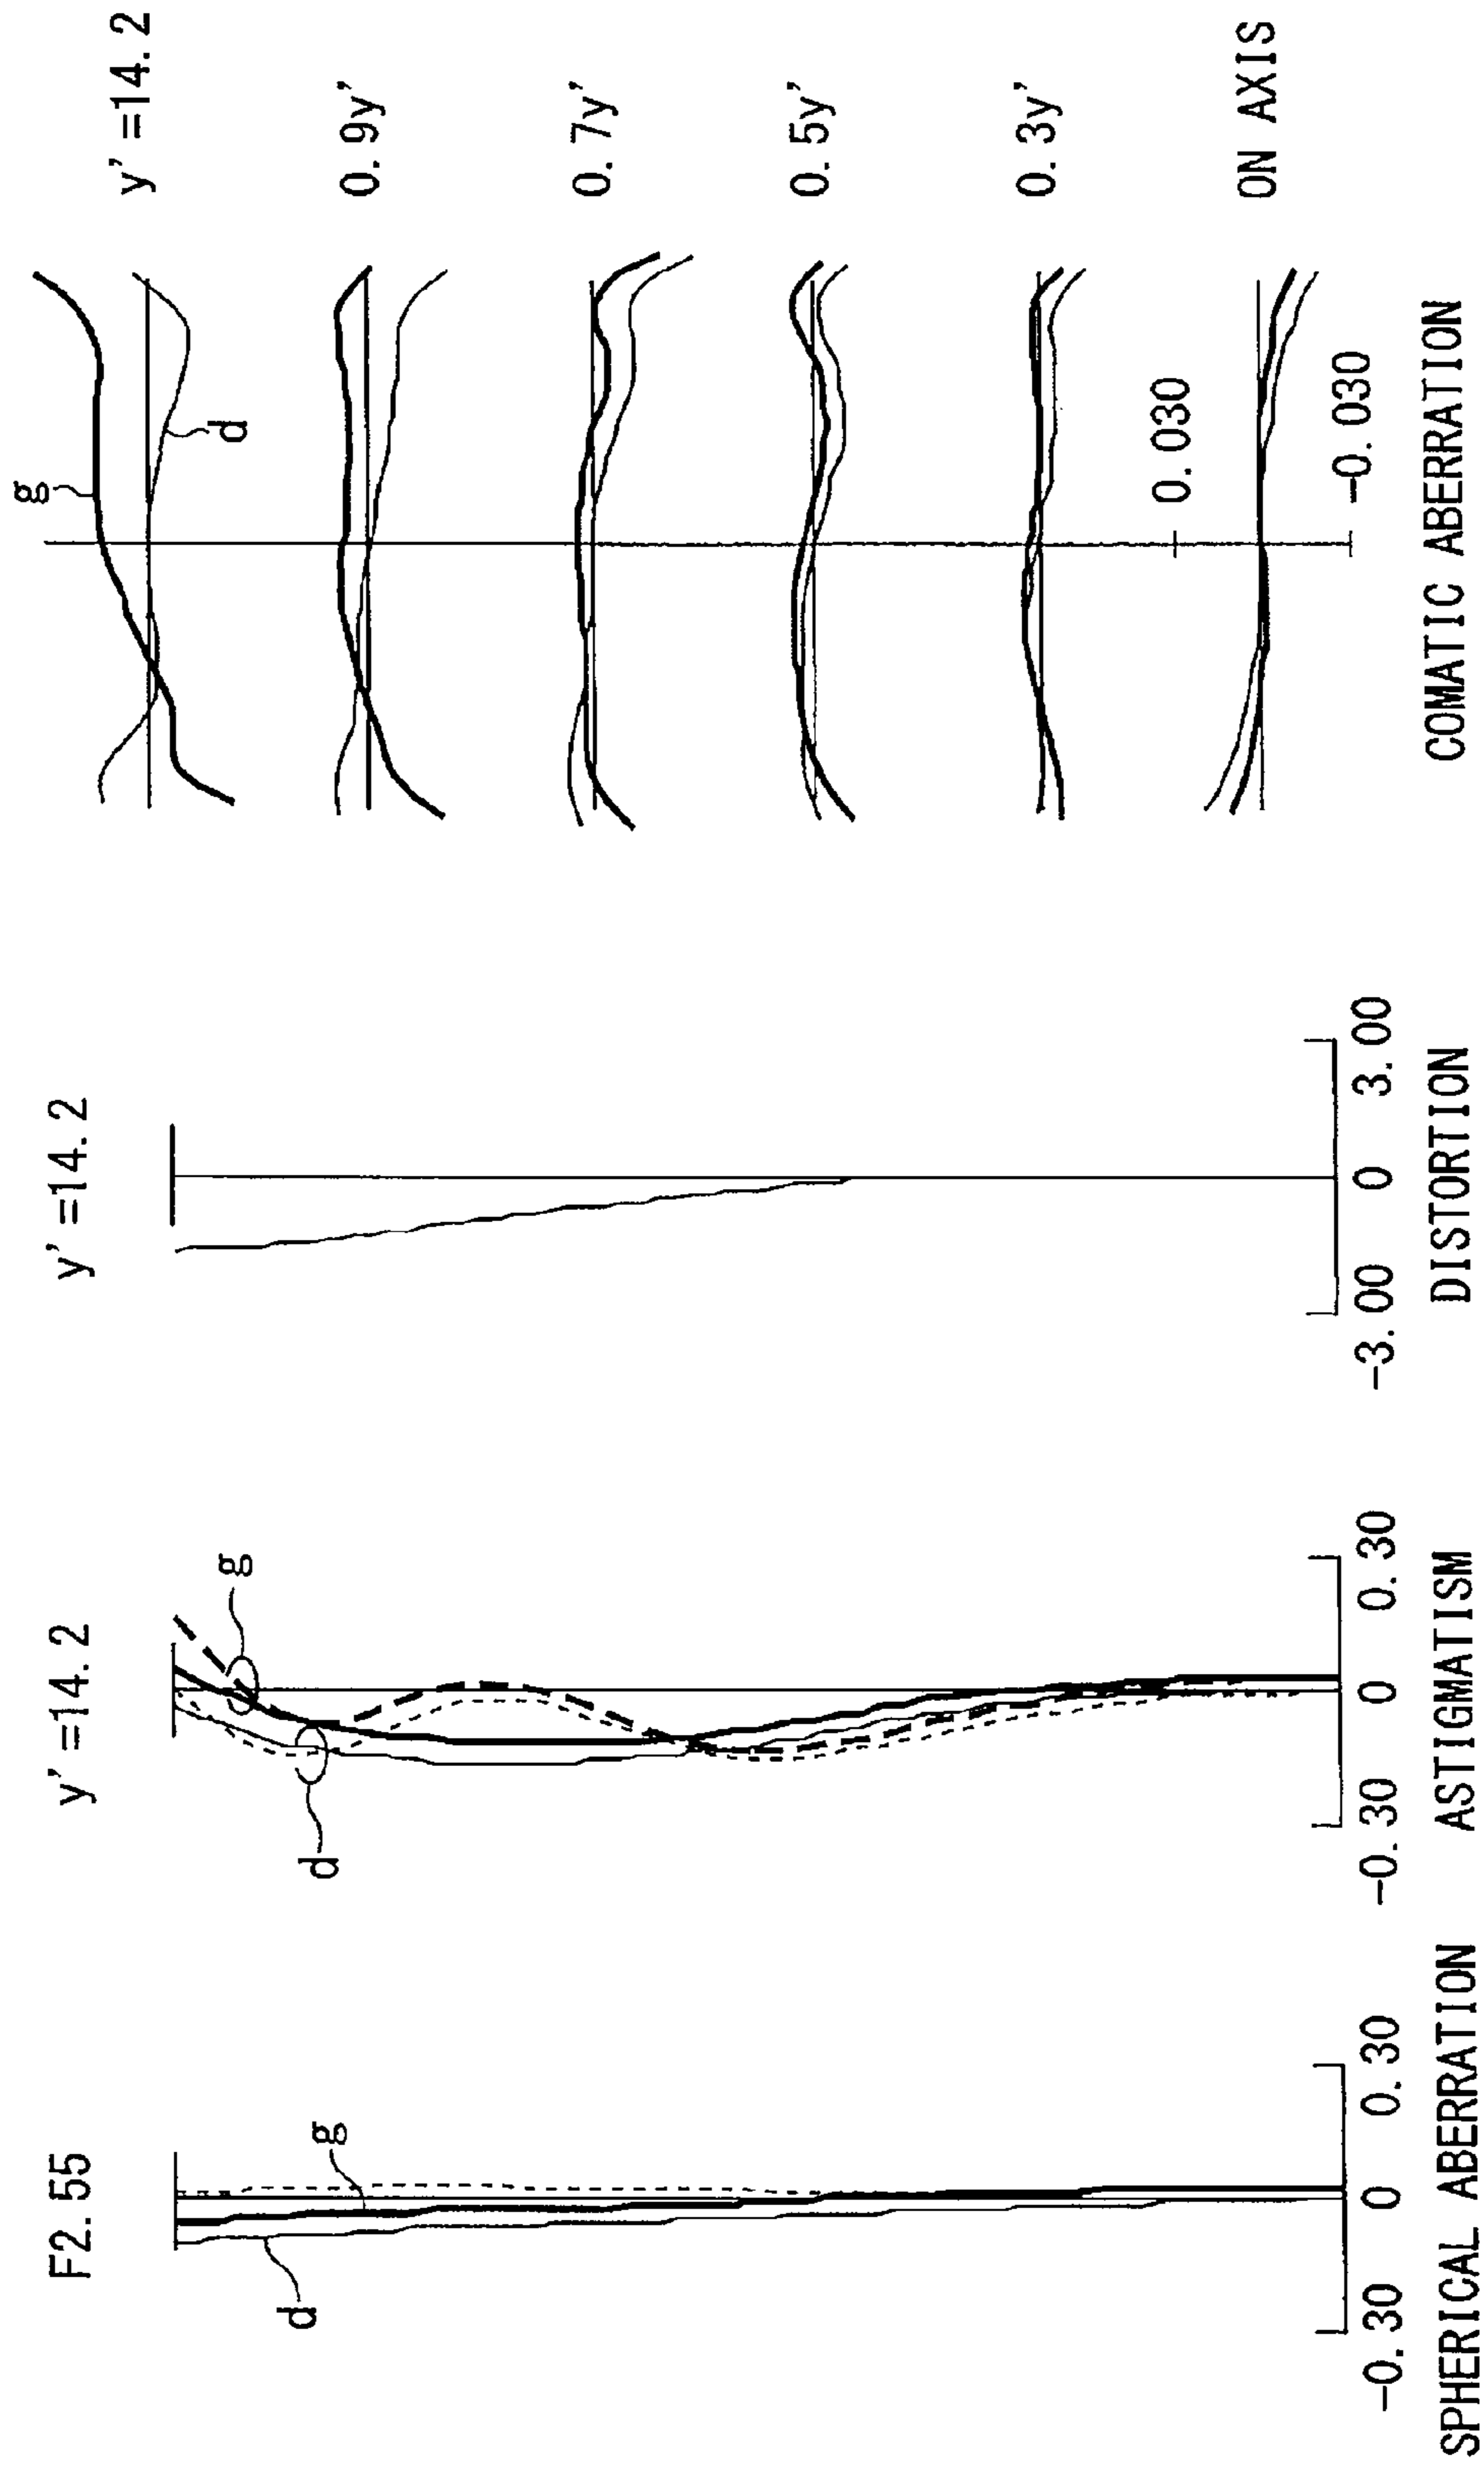 F2.55
d
g
-0.30 0 0.30
SPHERICAL ABERRATION
y'=14.2
g
d
-0.30 0 0.30
ASTIGMATISM
y'=14.2
-3.00 0 3.00
DISTORTION
g
d
y'=14.2
0.9y'
0.7y'
0.5y'
0.3y'
0.030
ON AXIS
-0.030
COMATIC ABERRATION